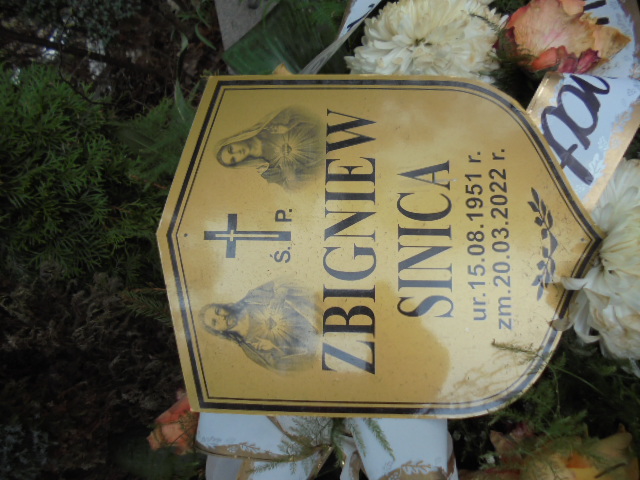 Ś. P.
ZBIGNIEW
SINICA
ur.15.08.1951 r.
zm.20.03.2022 r.